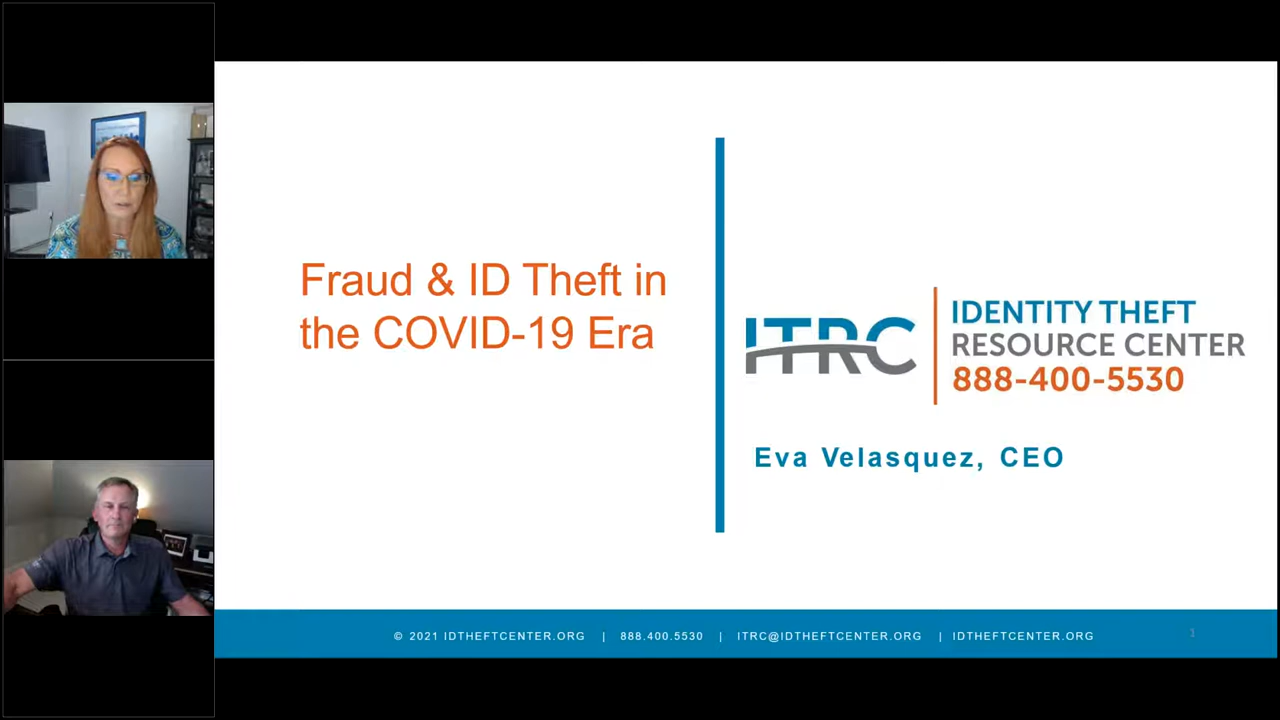 Fraud & ID Theft in
the COVID-19 Era
ITRC
IDENTITY THEFT
RESOURCE CENTER
888-400-5530
Eva Velasquez, CEO
© 2021 IDTHEFTCENTER.ORG | 888.400.5530 | ITRC@IDTHEFTCENTER.ORG | IDTHEFTCENTER.ORG
1